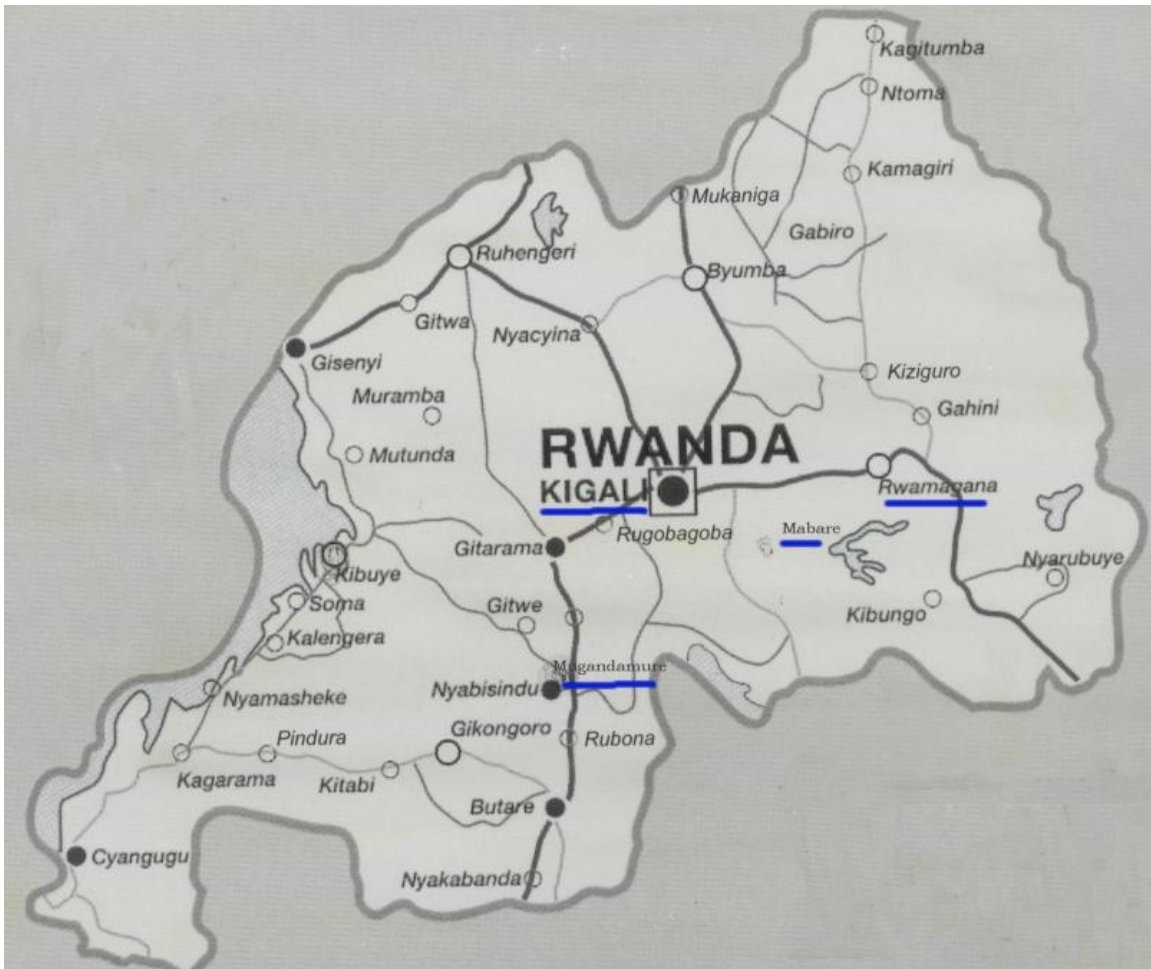 Kagitumba
Ntoma
Kamagiri
Mukaniga
Gabiro
Ruhengeri
Byumba
Gitwa
Nyacyina
Gisenyi
Kiziguro
Muramba
Gahini
Mutunda
RWANDA
KIGALI
Rwamagana
Rugobagoba
Mabare
Gitarama
Nyarubuye
Kibuye
Soma
Gitwe
Kibungo
Kalengera
Mugandamure
Nyabisindu
Nyamasheke
Gikongoro
Rubona
Pindura
Kagarama
Kitabi
Butare
Cyangugu
Nyakabanda